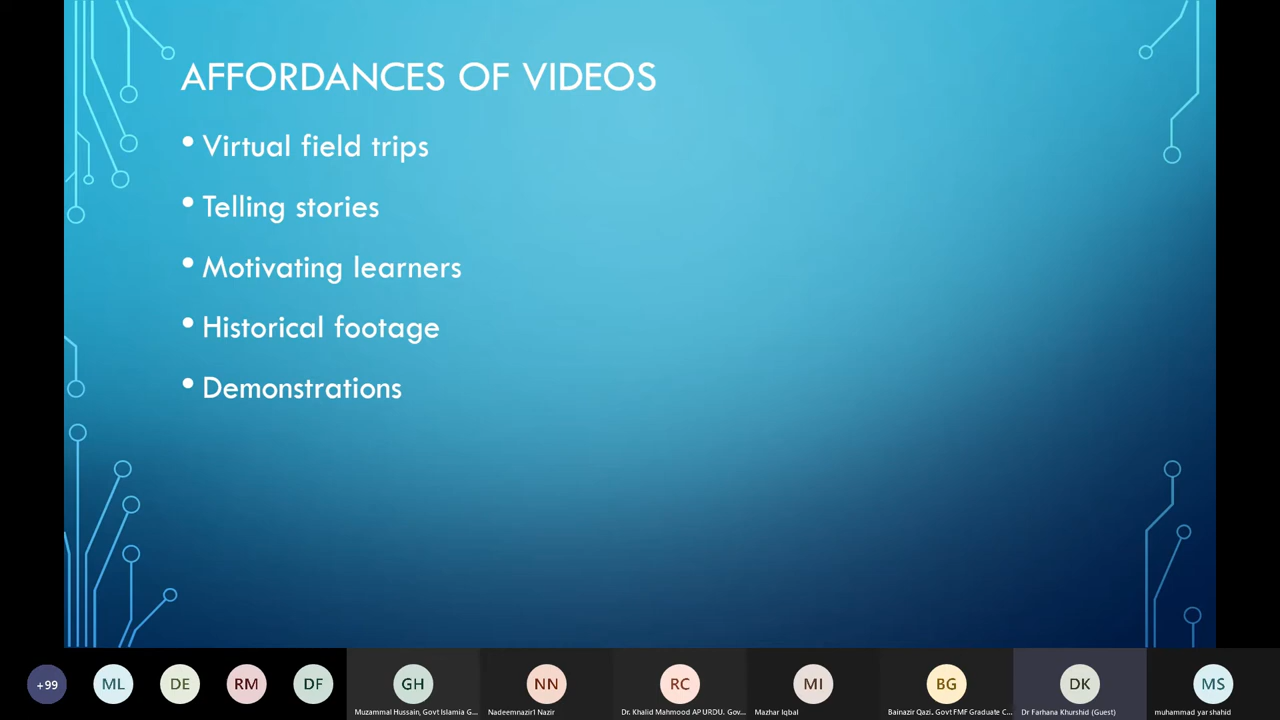 AFFORDANCES OF VIDEOS
• Virtual field trips
• Telling stories
• Motivating learners
• Historical footage
• Demonstrations
+99
ML
DE
RM
DF
GH
NN
RC
MI
BG
DK
MS
Muzammal Hussain, Govt Islamia G...
Nadeemnazir1 Nazir
Dr. Khalid Mahmood AP URDU. Gov...
Mazhar Iqbal
Bainazir Qazi. Govt FMF Graduate C...
Dr Farhana Khurshid (Guest)
muhammad yar shahid